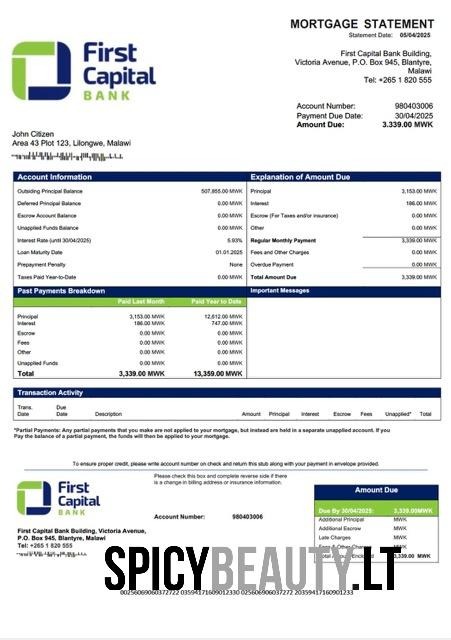 MORTGAGE STATEMENT
Statement Date: 05/04/2025
First Capital BANK
First Capital Bank Building,
Victoria Avenue, P.O. Box 945, Blantyre,
Malawi
Tel: +265 1 820 555
Account Number: 980403006
Payment Due Date: 30/04/2025
Amount Due: 3.339.00 MWK
John Citizen
Area 43 Plot 123, Lilongwe, Malawi
Account Information
Outsiding Principal Balance 507,855.00 MWK
Deferred Principal Balance 0.00 MWK
Escrow Account Balance 0.00 MWK
Unapplied Funds Balance 0.00 MWK
Interest Rate (until 30/04/2025) 5.93%
Loan Maturity Date 01.01.2025
Prepayment Penalty None
Taxes Paid Year-to-Date 0.00 MWK
Explanation of Amount Due
Principal 3,153.00 MWK
Interest 186.00 MWK
Escrow (For Taxes and/or insurance) 0.00 MWK
Other 0.00 MWK
Regular Monthly Payment 3,339.00 MWK
Fees and Other Charges 0.00 MWK
Overdue Payment 0.00 MWK
Total Amount Due 3,339.00 MWK
Past Payments Breakdown
Paid Last Month Paid Year to Date
Principal 3,153.00 MWK 12,612.00 MWK
Interest 186.00 MWK 747.00 MWK
Escrow 0.00 MWK 0.00 MWK
Fees 0.00 MWK 0.00 MWK
Other 0.00 MWK 0.00 MWK
Unapplied Funds 0.00 MWK 0.00 MWK
Total 3,339.00 MWK 13,359.00 MWK
Important Messages
Transaction Activity
Trans. Date Due Date Description Amount Principal Interest Escrow Fees Unapplied* Total
*Partial Payments: Any partial payments that you make are not applied to your mortgage, but instead are held in a separate unapplied account. If you
Pay the balance of a partial payment, the funds will then be applied to your mortgage.
To ensure proper credit, please write account number on check and return this stub along with your payment in envelope provided.
First Capital BANK
Please check this box and complete reverse side if there
is a change in billing address or insurance information.
Account Number: 980403006
First Capital Bank Building, Victoria Avenue,
P.O. Box 945, Blantyre, Malawi
Tel: +265 1 820 555
Amount Due
Due By 30/04/2025: 3,339.00MWK
Additional Principal MWK
Additional Escrow MWK
Late Charges MWK
SPICYBEAUTY.LT